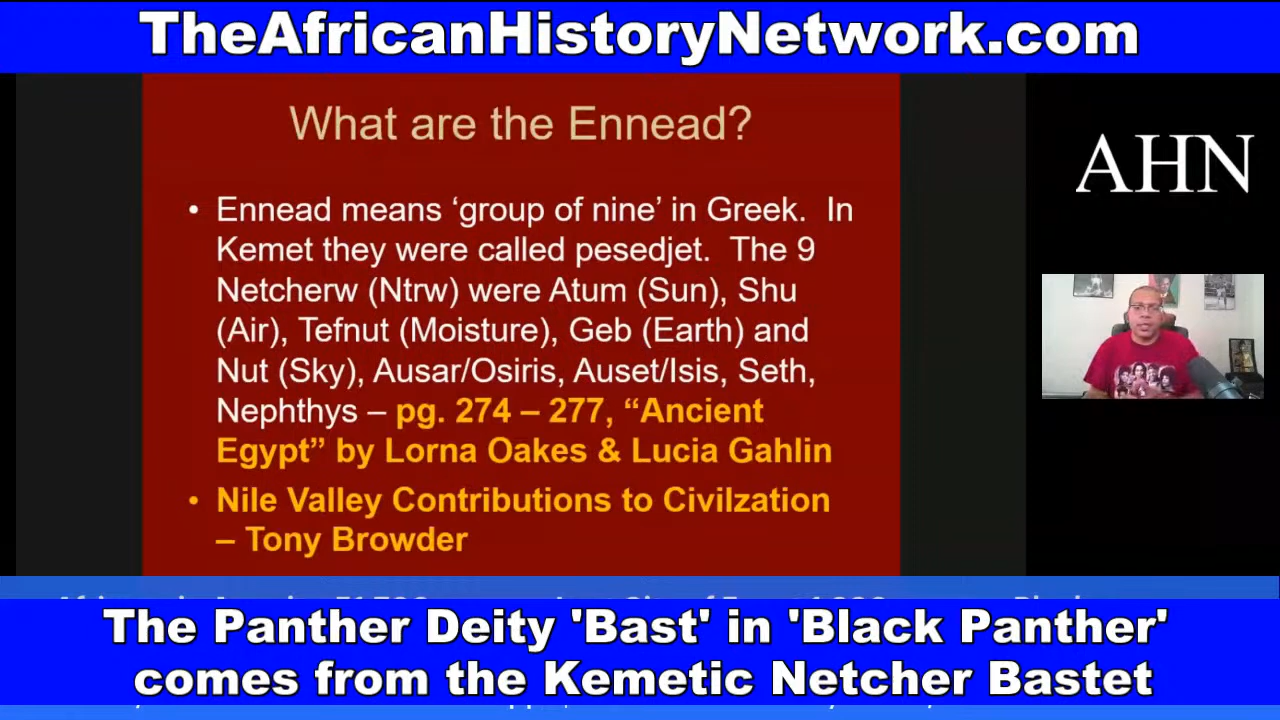 TheAfricanHistoryNetwork.com
What are the Ennead?
AHN
• Ennead means ‘group of nine’ in Greek. In
Kemet they were called pesedjet. The 9
Netcherw (Ntrw) were Atum (Sun), Shu
(Air), Tefnut (Moisture), Geb (Earth) and
Nut (Sky), Ausar/Osiris, Auset/Isis, Seth,
Nephthys – pg. 274 – 277, “Ancient
Egypt” by Lorna Oakes & Lucia Gahlin
• Nile Valley Contributions to Civilzation
– Tony Browder
The Panther Deity 'Bast' in 'Black Panther'
comes from the Kemetic Netcher Bastet